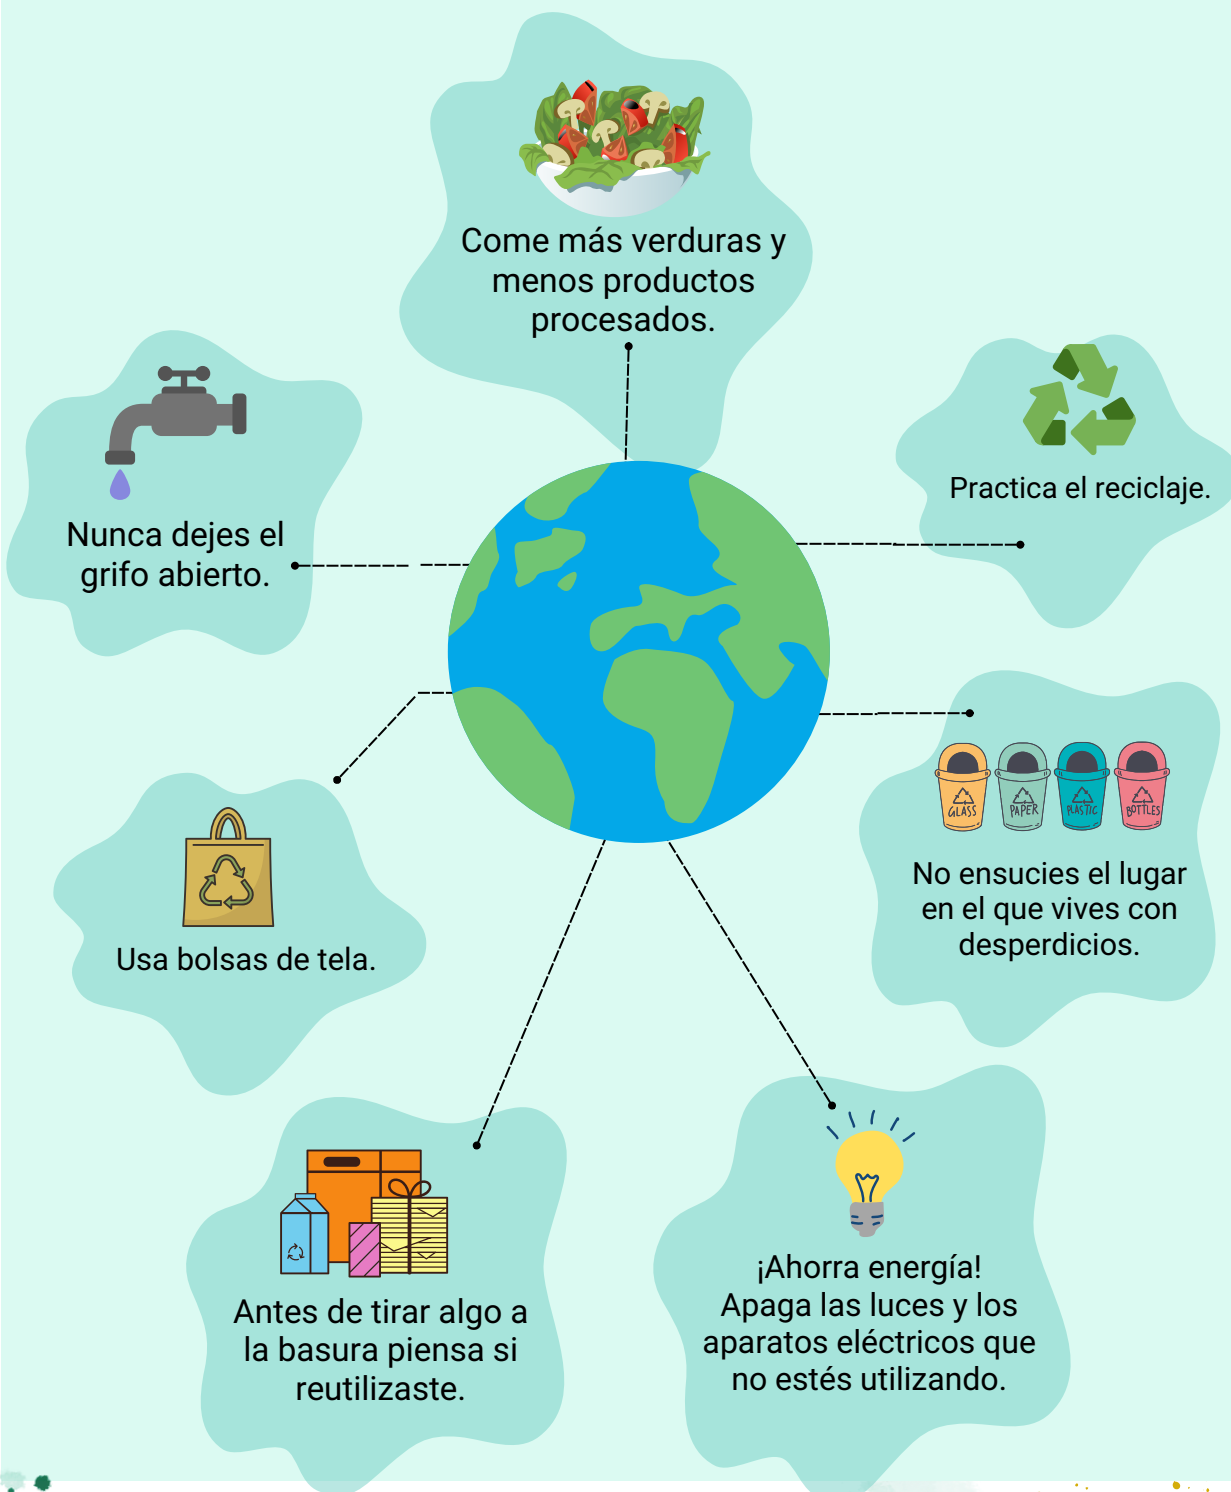 Come más verduras y
menos productos
procesados.
Nunca dejes el
grifo abierto.
Practica el reciclaje.
GLASS
PAPER
PLASTIC
BOTTLES
No ensucies el lugar
en el que vives con
desperdicios.
Usa bolsas de tela.
Antes de tirar algo a
la basura piensa si
reutilizaste.
¡Ahorra energía!
Apaga las luces y los
aparatos eléctricos que
no estés utilizando.